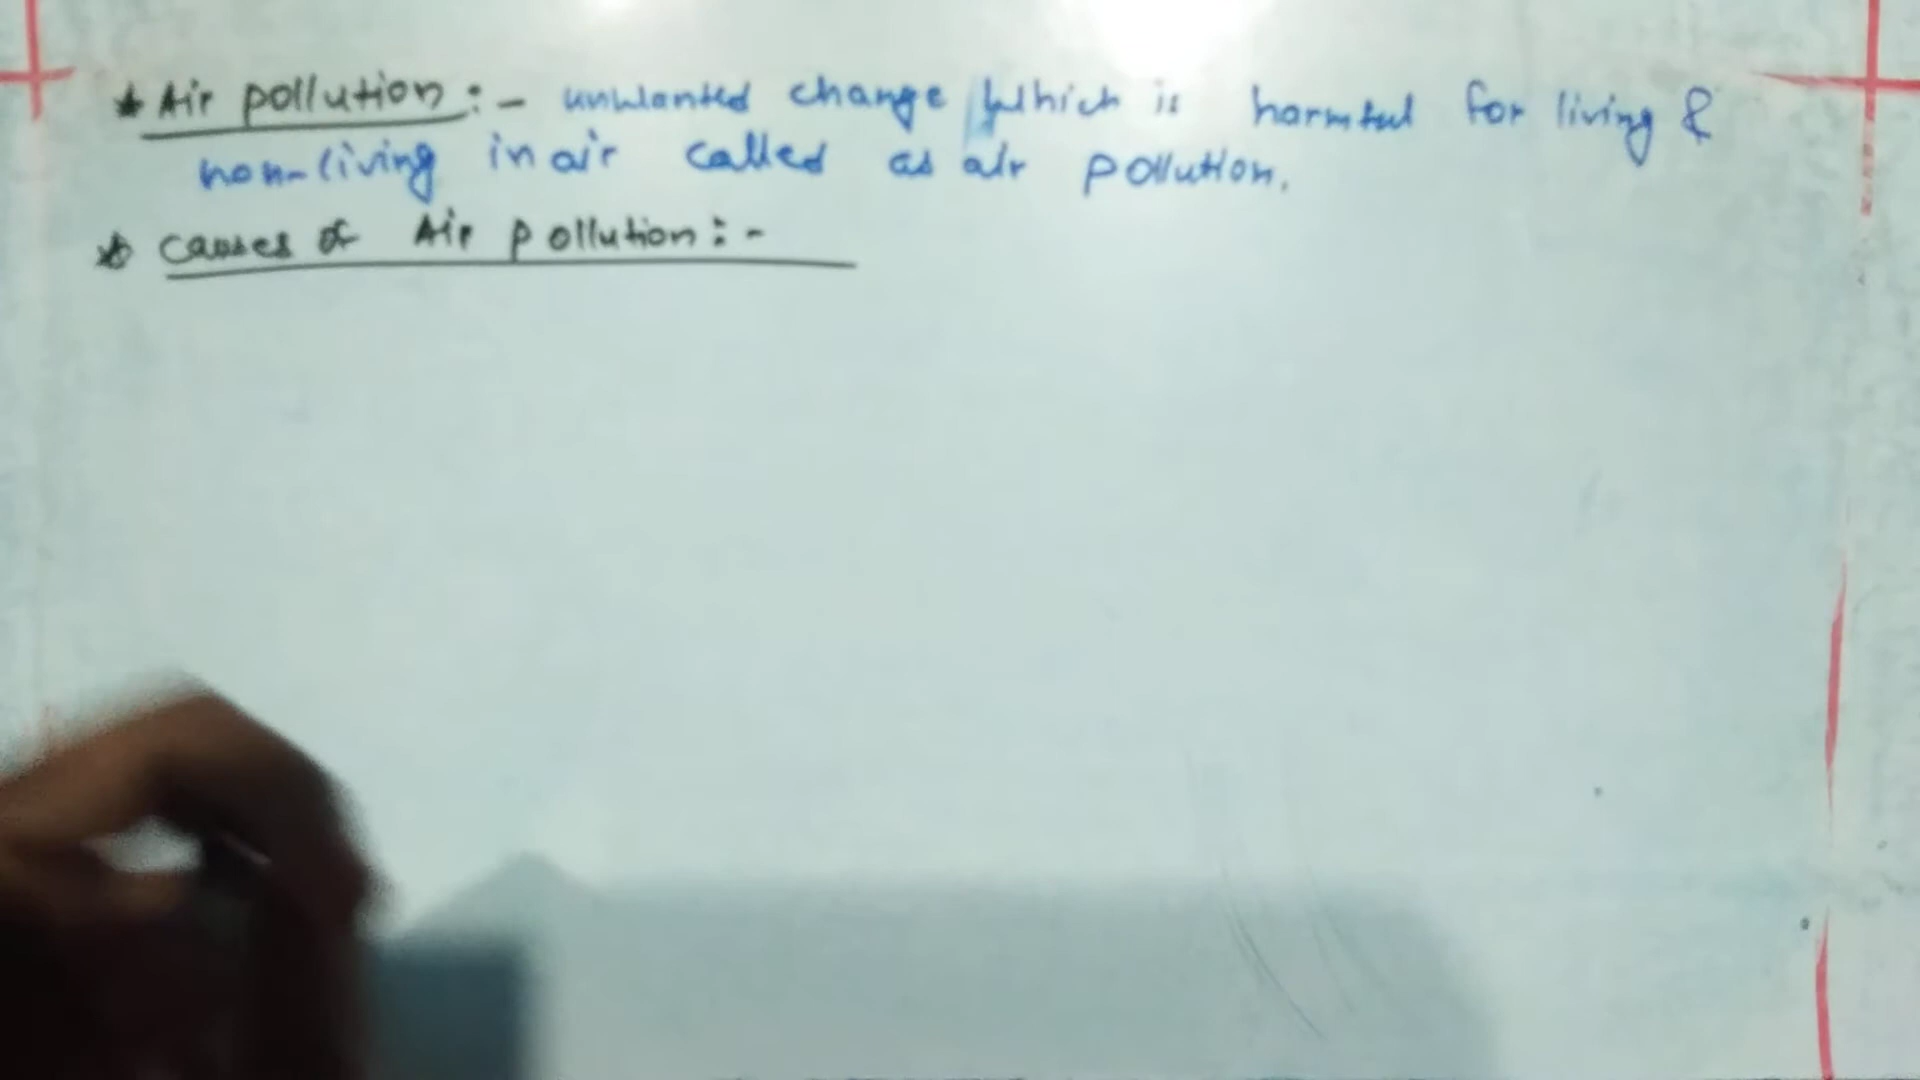 * Air pollution :- unwanted change which is harmful for living &
non-living in air called as air pollution.
* Causes of Air pollution :-